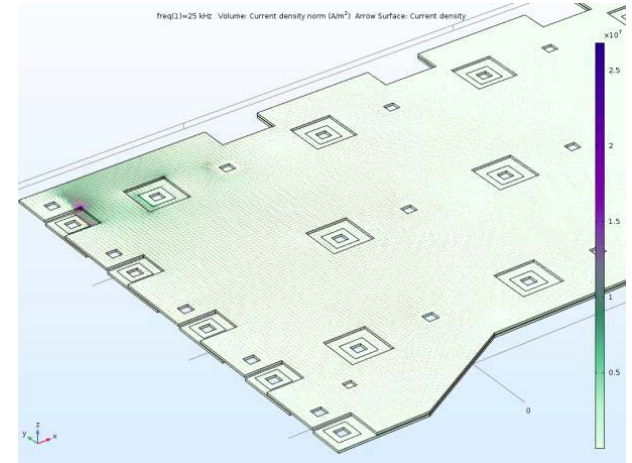 freq(1)=25 kHz Volume: Current density norm (A/m²) Arrow Surface: Current density
×10⁷
2.5
2
1.5
1
0.5
0
z
y
x